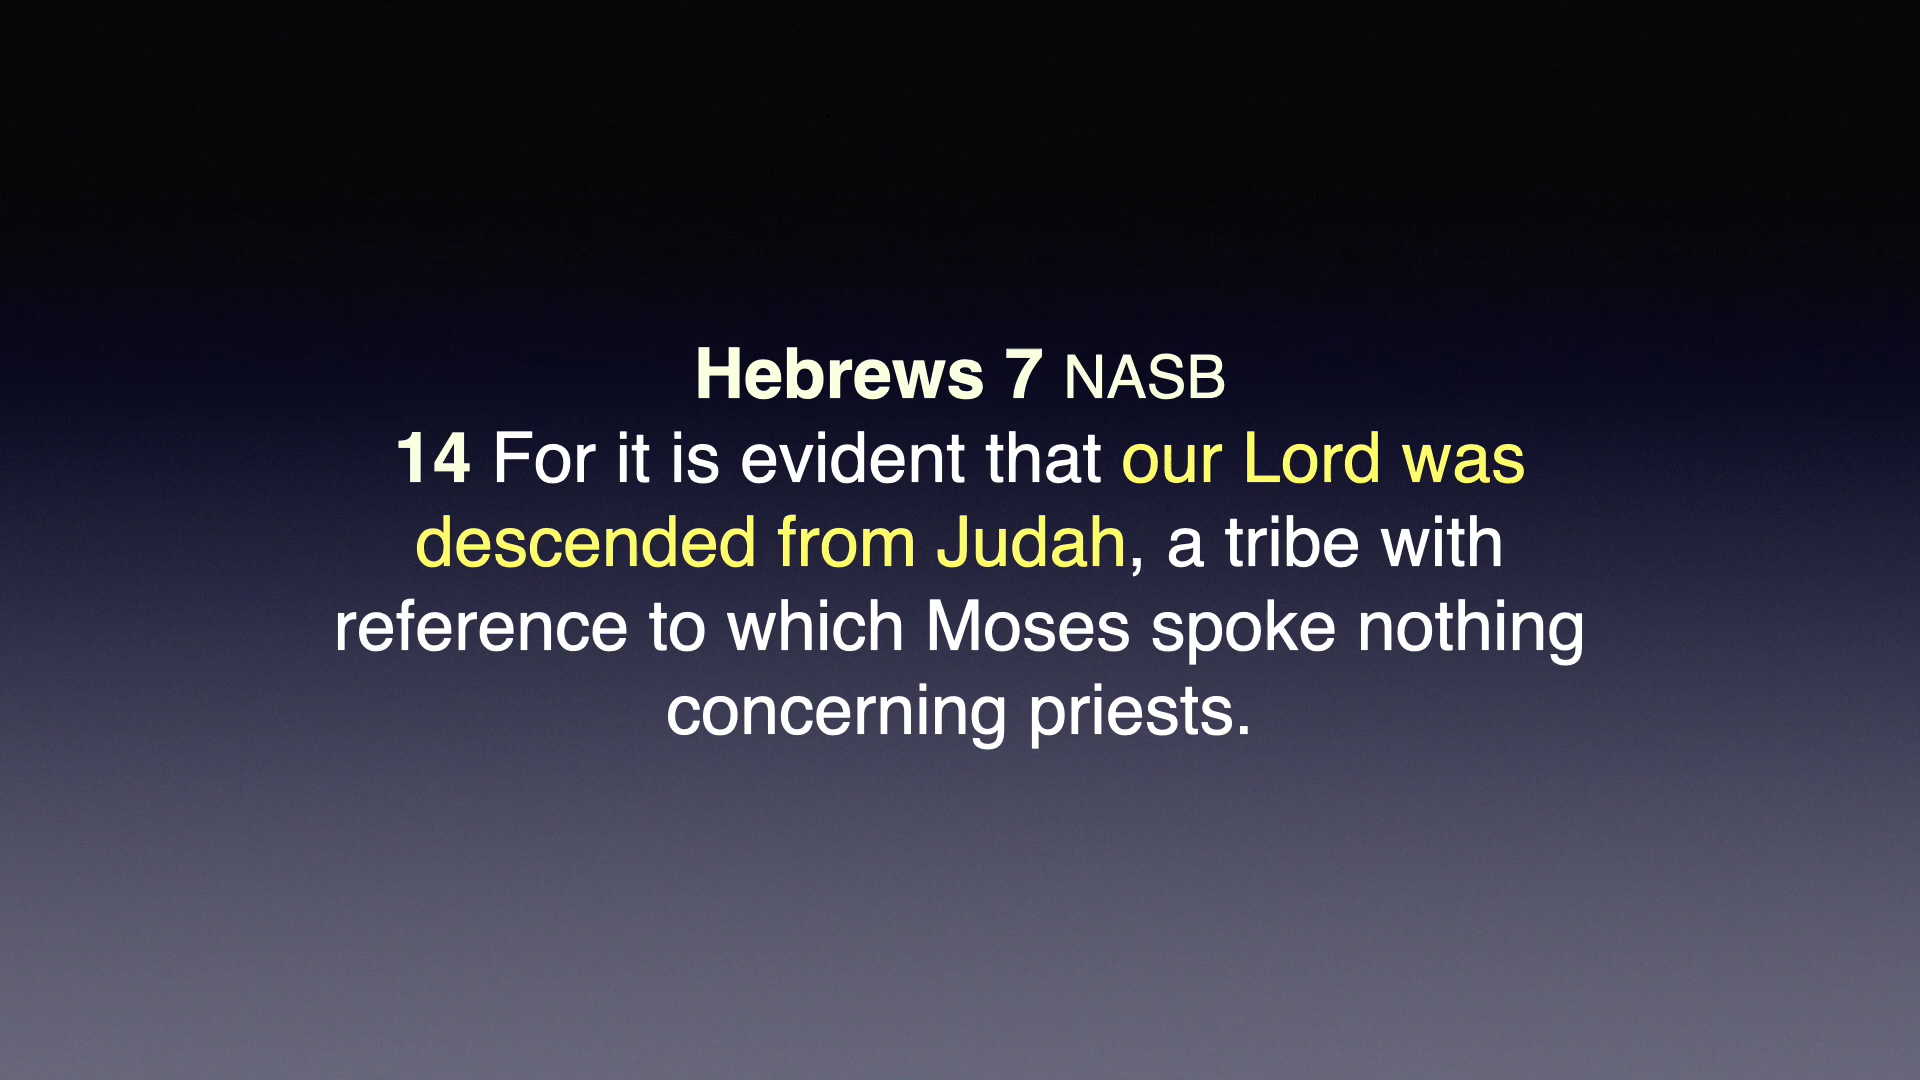 Hebrews 7 NASB
14 For it is evident that our Lord was
descended from Judah, a tribe with
reference to which Moses spoke nothing
concerning priests.